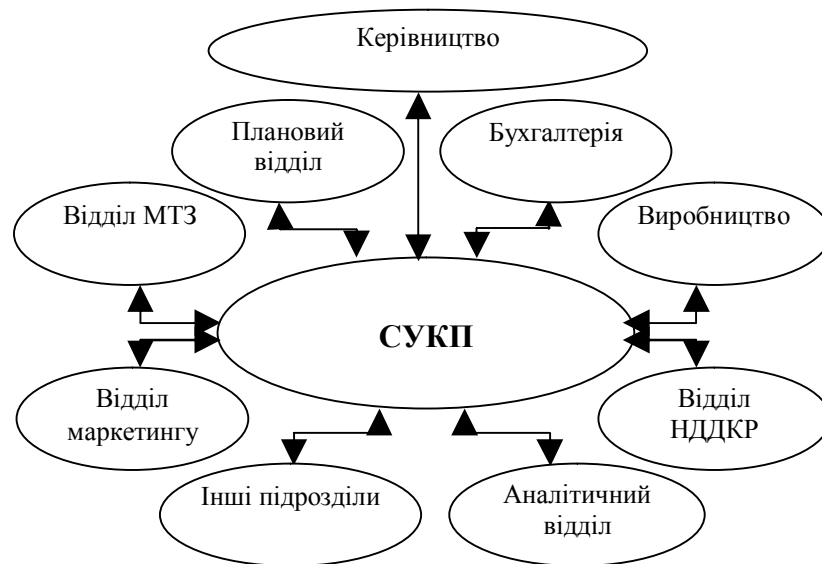 Керівництво
Плановий
відділ
Бухгалтерія
Відділ МТЗ
Виробництво
СУКП
Відділ
маркетингу
Відділ
НДДКР
Інші підрозділи
Аналітичний
відділ